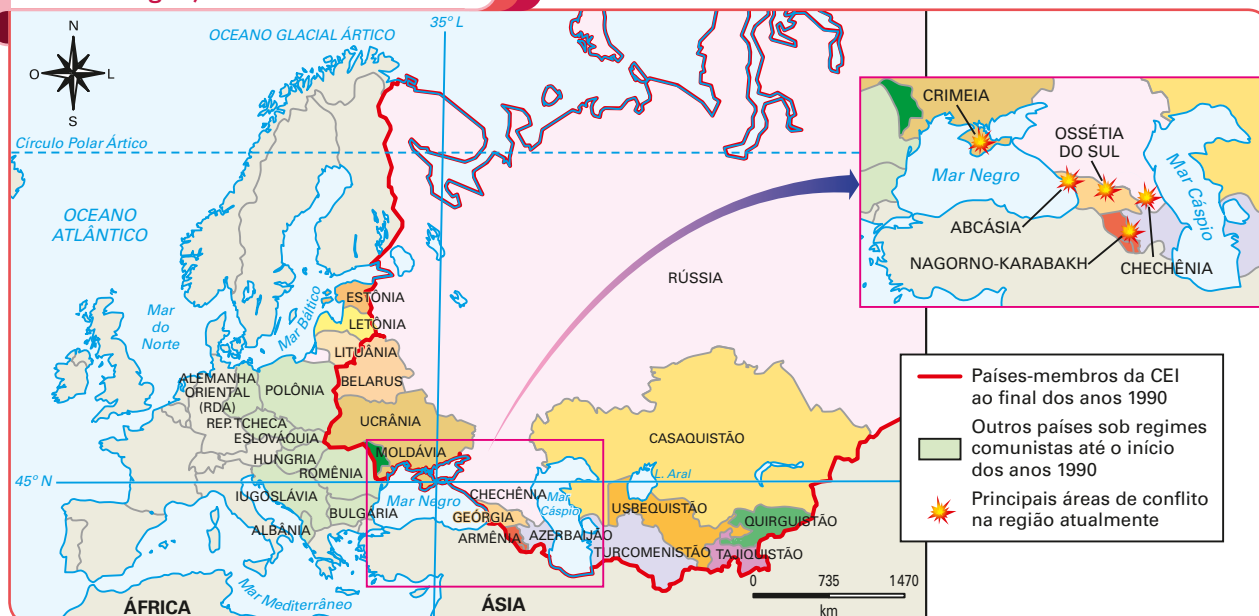 N
O
L
S
35º L
OCEANO GLACIAL ÁRTICO
Círculo Polar Ártico
OCEANO
ATLÂNTICO
Mar
do
Norte
Mar Báltico
RÚSSIA
ESTÔNIA
LETÔNIA
LITUÂNIA
BELARUS
ALEMANHA
ORIENTAL
(RDA)
POLÔNIA
REP. TCHECA
ESLOVÁQUIA
UCRÂNIA
HUNGRIA
MOLDÁVIA
ROMÊNIA
CASAQUISTÃO
45º N
L. Aral
IUGOSLÁVIA
BULGÁRIA
ALBÂNIA
Mar Negro
CHECHÊNIA
Mar
Cáspio
GEÓRGIA
ARMÊNIA
AZERBAIJÃO
USBEQUISTÃO
QUIRGUISTÃO
TURCOMENISTÃO
TAJIQUISTÃO
Mar Mediterrâneo
ÁFRICA
ÁSIA
0 735 1470
km
CRIMEIA
OSSÉTIA
DO SUL
Mar Negro
Mar Cáspio
ABCÁSIA
NAGORNO-KARABAKH
CHECHÊNIA
Países-membros da CEI
ao final dos anos 1990
Outros países sob regimes
comunistas até o início
dos anos 1990
Principais áreas de conflito
na região atualmente